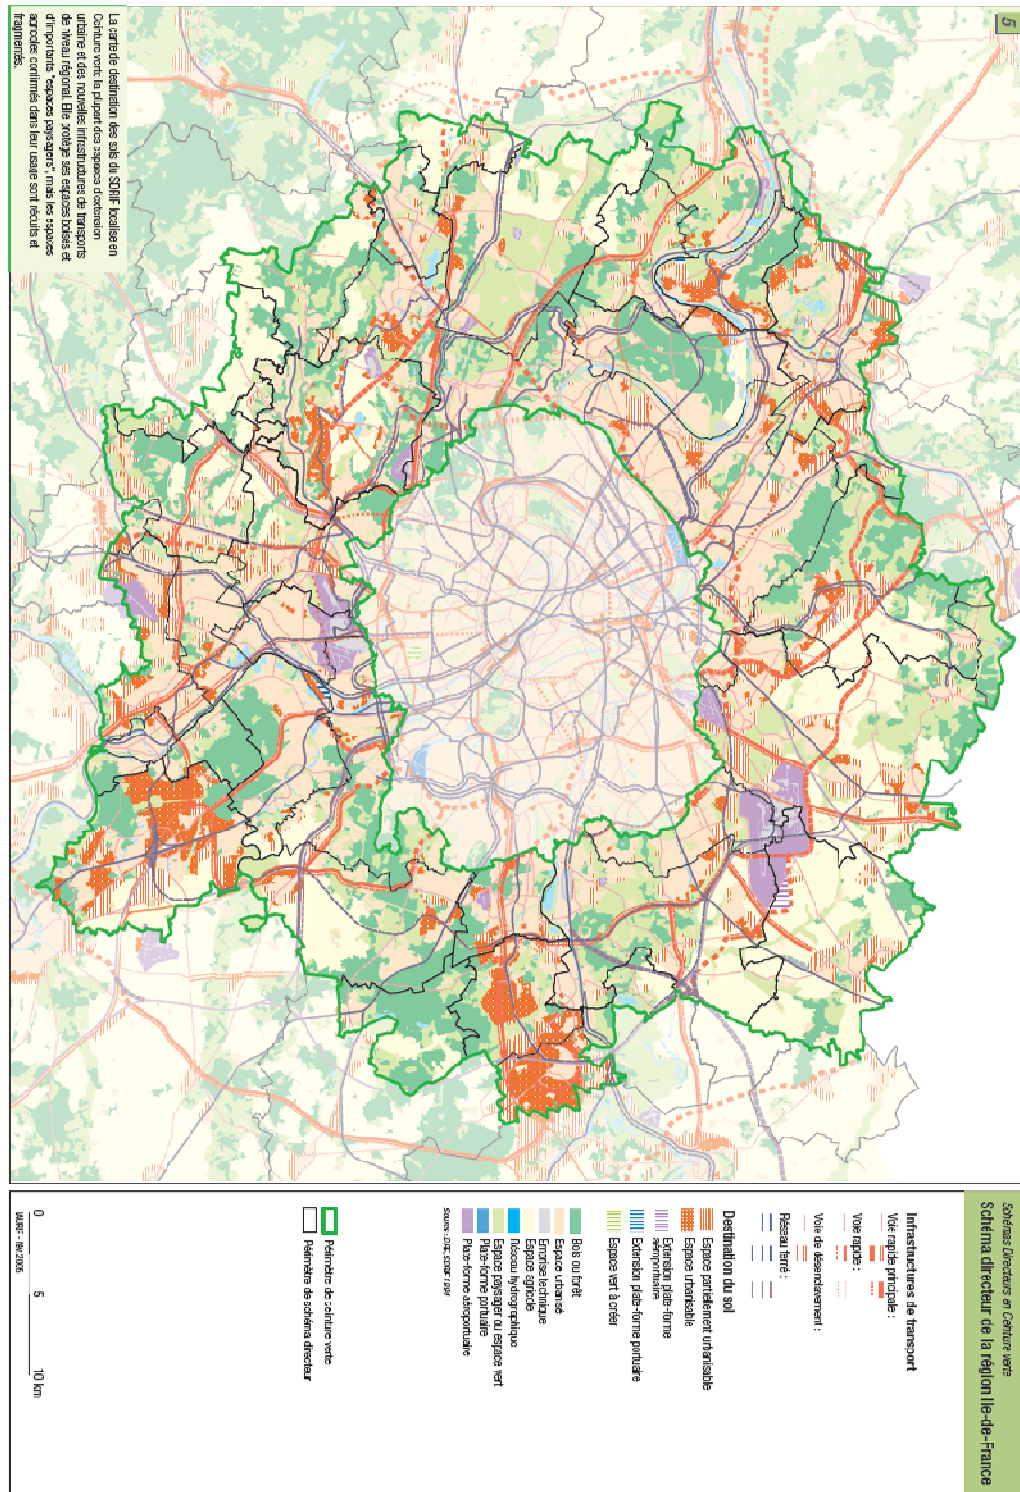 5
La carte de destination des sols du SDRIF localise en
Ceinture verte la plupart des espaces d'extension
urbaine et des nouvelles infrastructures de transports
de niveau régional. Elle protège ses espaces boisés et
d'importants "espaces paysagers", mais les espaces
agricoles confirmés dans leur usage sont réduits et
fragmentés.
Schémas Directeurs en Ceinture verte
Schéma directeur de la région Ile-de-France
Infrastructures de transport
Voie rapide principale :
Voie rapide :
Voie de désenclavement :
Réseau ferré :
Destination du sol
Espace partiellement urbanisable
Espace urbanisable
Extension plate-forme
aéroportuaire
Extension plate-forme portuaire
Espace vert à créer
Bois ou forêt
Espace urbanisé
Emprise technique
Espace agricole
Réseau hydrographique
Espace paysager ou espace vert
Plate-forme portuaire
Plate-forme aéroportuaire
Périmètre de ceinture verte
Périmètre de schéma directeur
0 5 10 km